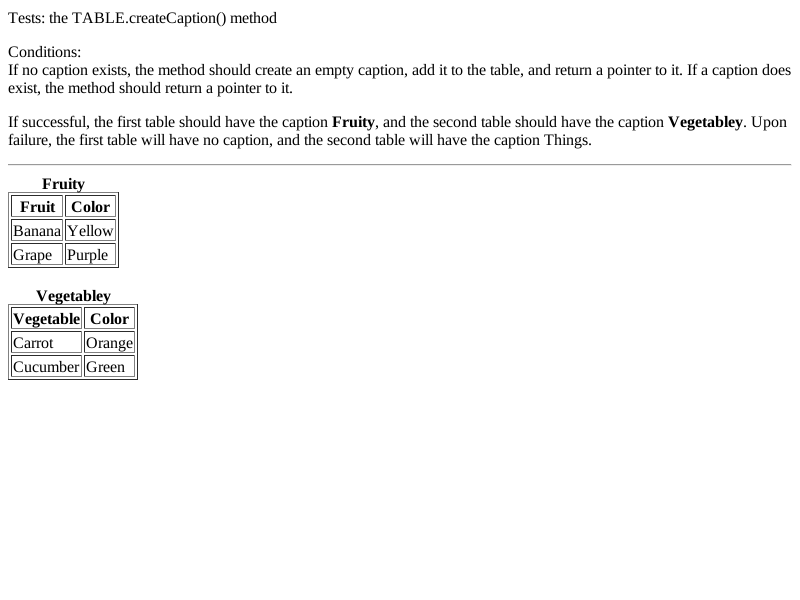 Tests: the TABLE.createCaption() method
Conditions:
If no caption exists, the method should create an empty caption, add it to the table, and return a pointer to it. If a caption does
exist, the method should return a pointer to it.
If successful, the first table should have the caption Fruity, and the second table should have the caption Vegetabley. Upon
failure, the first table will have no caption, and the second table will have the caption Things.
Fruity
Fruit Color
Banana Yellow
Grape Purple
Vegetabley
Vegetable Color
Carrot Orange
Cucumber Green